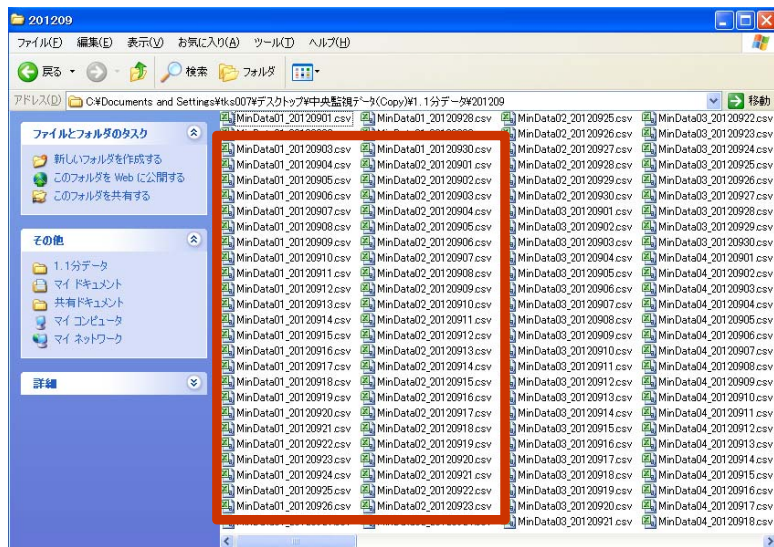 201209
ファイル(F) 編集(E) 表示(V) お気に入り(A) ツール(T) ヘルプ(H)
戻る 検索 フォルダ
アドレス(D) C:¥Documents and Settings¥tks007¥デスクトップ¥中央監視データ(Copy)¥1.1分データ¥201209 移動
ファイルとフォルダのタスク
新しいフォルダを作成する
このフォルダを Web に公開する
このフォルダを共有する
その他
1.1分データ
マイ ドキュメント
共有ドキュメント
マイ コンピュータ
マイ ネットワーク
詳細
MinData01_20120901.csv
MinData01_20120903.csv
MinData01_20120904.csv
MinData01_20120905.csv
MinData01_20120906.csv
MinData01_20120907.csv
MinData01_20120908.csv
MinData01_20120909.csv
MinData01_20120910.csv
MinData01_20120911.csv
MinData01_20120912.csv
MinData01_20120913.csv
MinData01_20120914.csv
MinData01_20120915.csv
MinData01_20120916.csv
MinData01_20120917.csv
MinData01_20120918.csv
MinData01_20120919.csv
MinData01_20120920.csv
MinData01_20120921.csv
MinData01_20120922.csv
MinData01_20120923.csv
MinData01_20120924.csv
MinData01_20120925.csv
MinData01_20120926.csv
MinData01_20120928.csv
MinData01_20120930.csv
MinData02_20120901.csv
MinData02_20120902.csv
MinData02_20120903.csv
MinData02_20120904.csv
MinData02_20120905.csv
MinData02_20120906.csv
MinData02_20120907.csv
MinData02_20120908.csv
MinData02_20120909.csv
MinData02_20120910.csv
MinData02_20120911.csv
MinData02_20120912.csv
MinData02_20120913.csv
MinData02_20120914.csv
MinData02_20120915.csv
MinData02_20120916.csv
MinData02_20120917.csv
MinData02_20120918.csv
MinData02_20120919.csv
MinData02_20120920.csv
MinData02_20120921.csv
MinData02_20120922.csv
MinData02_20120923.csv
MinData02_20120925.csv
MinData02_20120926.csv
MinData02_20120927.csv
MinData02_20120928.csv
MinData02_20120929.csv
MinData02_20120930.csv
MinData03_20120901.csv
MinData03_20120902.csv
MinData03_20120903.csv
MinData03_20120904.csv
MinData03_20120905.csv
MinData03_20120906.csv
MinData03_20120907.csv
MinData03_20120908.csv
MinData03_20120909.csv
MinData03_20120910.csv
MinData03_20120911.csv
MinData03_20120912.csv
MinData03_20120913.csv
MinData03_20120914.csv
MinData03_20120915.csv
MinData03_20120916.csv
MinData03_20120917.csv
MinData03_20120918.csv
MinData03_20120919.csv
MinData03_20120920.csv
MinData03_20120921.csv
MinData03_20120922.csv
MinData03_20120923.csv
MinData03_20120924.csv
MinData03_20120925.csv
MinData03_20120926.csv
MinData03_20120927.csv
MinData03_20120928.csv
MinData03_20120929.csv
MinData03_20120930.csv
MinData04_20120901.csv
MinData04_20120902.csv
MinData04_20120903.csv
MinData04_20120904.csv
MinData04_20120905.csv
MinData04_20120906.csv
MinData04_20120907.csv
MinData04_20120908.csv
MinData04_20120909.csv
MinData04_20120910.csv
MinData04_20120911.csv
MinData04_20120912.csv
MinData04_20120913.csv
MinData04_20120914.csv
MinData04_20120915.csv
MinData04_20120916.csv
MinData04_20120917.csv
MinData04_20120918.csv